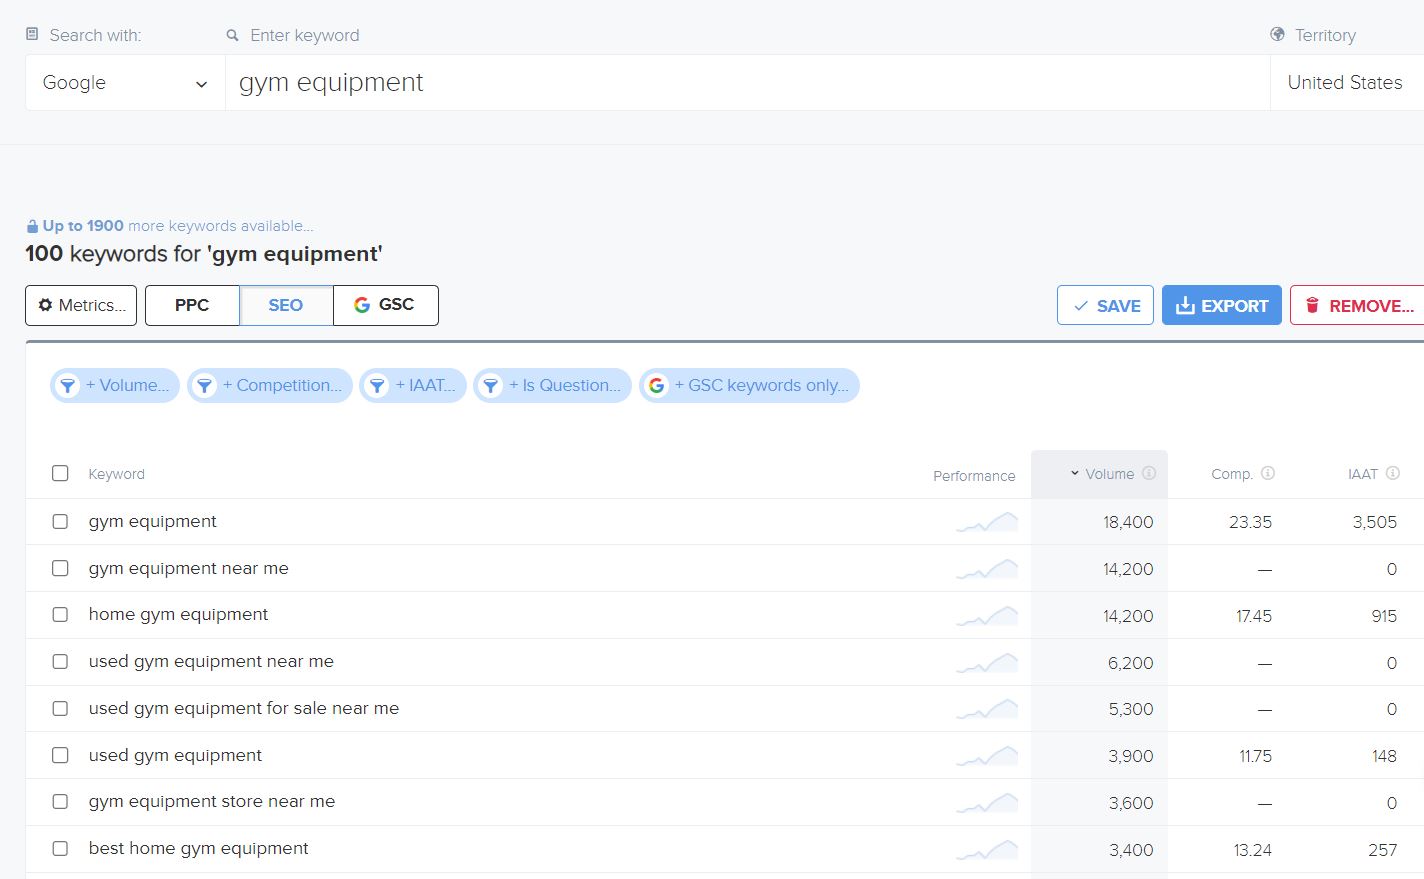 Search with: Enter keyword Territory
Google gym equipment United States
Up to 1900 more keywords available...
100 keywords for 'gym equipment'
Metrics... PPC SEO GSC SAVE EXPORT REMOVE...
+ Volume... + Competition... + IAAT... + Is Question... + GSC keywords only...
Keyword Performance Volume Comp. IAAT
gym equipment 18,400 23.35 3,505
gym equipment near me 14,200 — 0
home gym equipment 14,200 17.45 915
used gym equipment near me 6,200 — 0
used gym equipment for sale near me 5,300 — 0
used gym equipment 3,900 11.75 148
gym equipment store near me 3,600 — 0
best home gym equipment 3,400 13.24 257